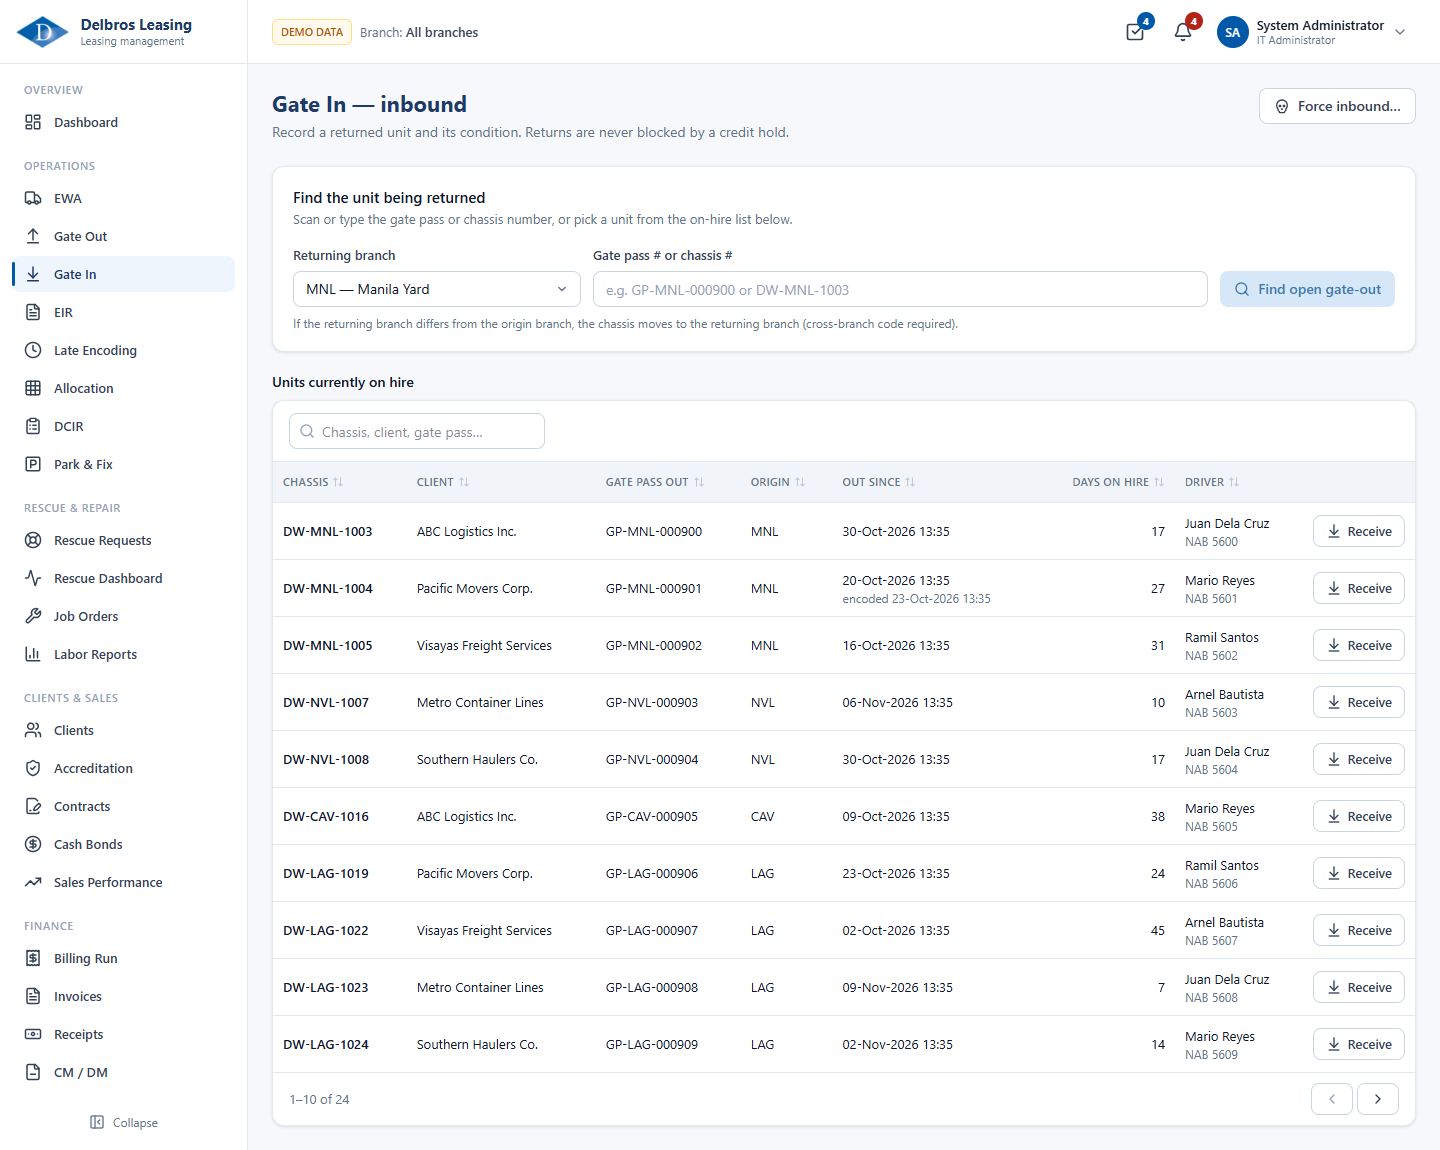 Delbros Leasing
Leasing management
DEMO DATA
Branch: All branches
4
4
SA
System Administrator
IT Administrator
OVERVIEW
Dashboard
OPERATIONS
EWA
Gate Out
Gate In
EIR
Late Encoding
Allocation
DCIR
Park & Fix
RESCUE & REPAIR
Rescue Requests
Rescue Dashboard
Job Orders
Labor Reports
CLIENTS & SALES
Clients
Accreditation
Contracts
Cash Bonds
Sales Performance
FINANCE
Billing Run
Invoices
Receipts
CM / DM
Collapse
Gate In — inbound
Record a returned unit and its condition. Returns are never blocked by a credit hold.
Force inbound...
Find the unit being returned
Scan or type the gate pass or chassis number, or pick a unit from the on-hire list below.
Returning branch
Gate pass # or chassis #
MNL — Manila Yard
e.g. GP-MNL-000900 or DW-MNL-1003
Find open gate-out
If the returning branch differs from the origin branch, the chassis moves to the returning branch (cross-branch code required).
Units currently on hire
Chassis, client, gate pass...
CHASSIS CLIENT GATE PASS OUT ORIGIN OUT SINCE DAYS ON HIRE DRIVER
DW-MNL-1003 ABC Logistics Inc. GP-MNL-000900 MNL 30-Oct-2026 13:35 17 Juan Dela Cruz Receive
NAB 5600
DW-MNL-1004 Pacific Movers Corp. GP-MNL-000901 MNL 20-Oct-2026 13:35 27 Mario Reyes Receive
encoded 23-Oct-2026 13:35 NAB 5601
DW-MNL-1005 Visayas Freight Services GP-MNL-000902 MNL 16-Oct-2026 13:35 31 Ramil Santos Receive
NAB 5602
DW-NVL-1007 Metro Container Lines GP-NVL-000903 NVL 06-Nov-2026 13:35 10 Arnel Bautista Receive
NAB 5603
DW-NVL-1008 Southern Haulers Co. GP-NVL-000904 NVL 30-Oct-2026 13:35 17 Juan Dela Cruz Receive
NAB 5604
DW-CAV-1016 ABC Logistics Inc. GP-CAV-000905 CAV 09-Oct-2026 13:35 38 Mario Reyes Receive
NAB 5605
DW-LAG-1019 Pacific Movers Corp. GP-LAG-000906 LAG 23-Oct-2026 13:35 24 Ramil Santos Receive
NAB 5606
DW-LAG-1022 Visayas Freight Services GP-LAG-000907 LAG 02-Oct-2026 13:35 45 Arnel Bautista Receive
NAB 5607
DW-LAG-1023 Metro Container Lines GP-LAG-000908 LAG 09-Nov-2026 13:35 7 Juan Dela Cruz Receive
NAB 5608
DW-LAG-1024 Southern Haulers Co. GP-LAG-000909 LAG 02-Nov-2026 13:35 14 Mario Reyes Receive
NAB 5609
1–10 of 24